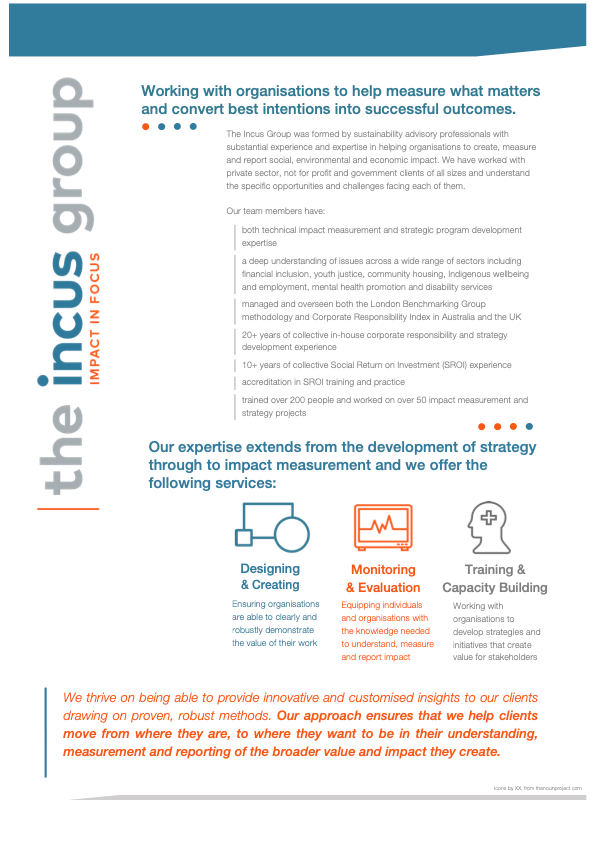 the incus group
IMPACT IN FOCUS
Working with organisations to help measure what matters
and convert best intentions into successful outcomes.
The Incus Group was formed by sustainability advisory professionals with
substantial experience and expertise in helping organisations to create, measure
and report social, environmental and economic impact. We have worked with
private sector, not for profit and government clients of all sizes and understand
the specific opportunities and challenges facing each of them.
Our team members have:
both technical impact measurement and strategic program development
expertise
a deep understanding of issues across a wide range of sectors including
financial inclusion, youth justice, community housing, Indigenous wellbeing
and employment, mental health promotion and disability services
managed and overseen both the London Benchmarking Group
methodology and Corporate Responsibility Index in Australia and the UK
20+ years of collective in-house corporate responsibility and strategy
development experience
10+ years of collective Social Return on Investment (SROI) experience
accreditation in SROI training and practice
trained over 200 people and worked on over 50 impact measurement and
strategy projects
Our expertise extends from the development of strategy
through to impact measurement and we offer the
following services:
Designing
& Creating
Ensuring organisations
are able to clearly and
robustly demonstrate
the value of their work
Monitoring
& Evaluation
Equipping individuals
and organisations with
the knowledge needed
to understand, measure
and report impact
Training &
Capacity Building
Working with
organisations to
develop strategies and
initiatives that create
value for stakeholders
We thrive on being able to provide innovative and customised insights to our clients
drawing on proven, robust methods. Our approach ensures that we help clients
move from where they are, to where they want to be in their understanding,
measurement and reporting of the broader value and impact they create.
Icons by XX, from thenounproject.com